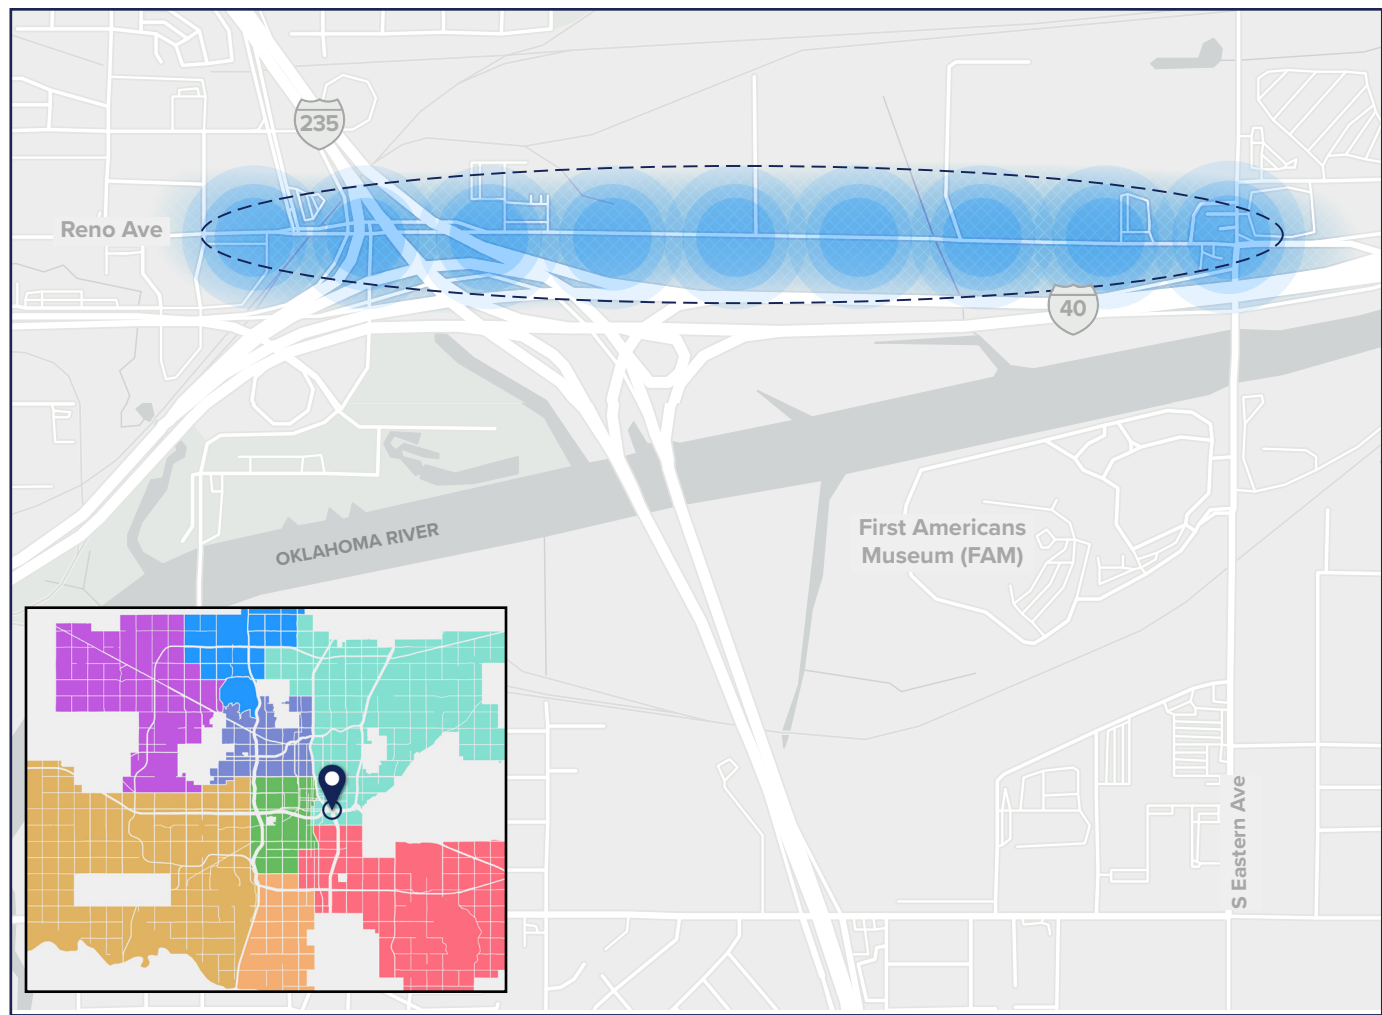 235
Reno Ave
40
First Americans
Museum (FAM)
OKLAHOMA RIVER
S Eastern Ave